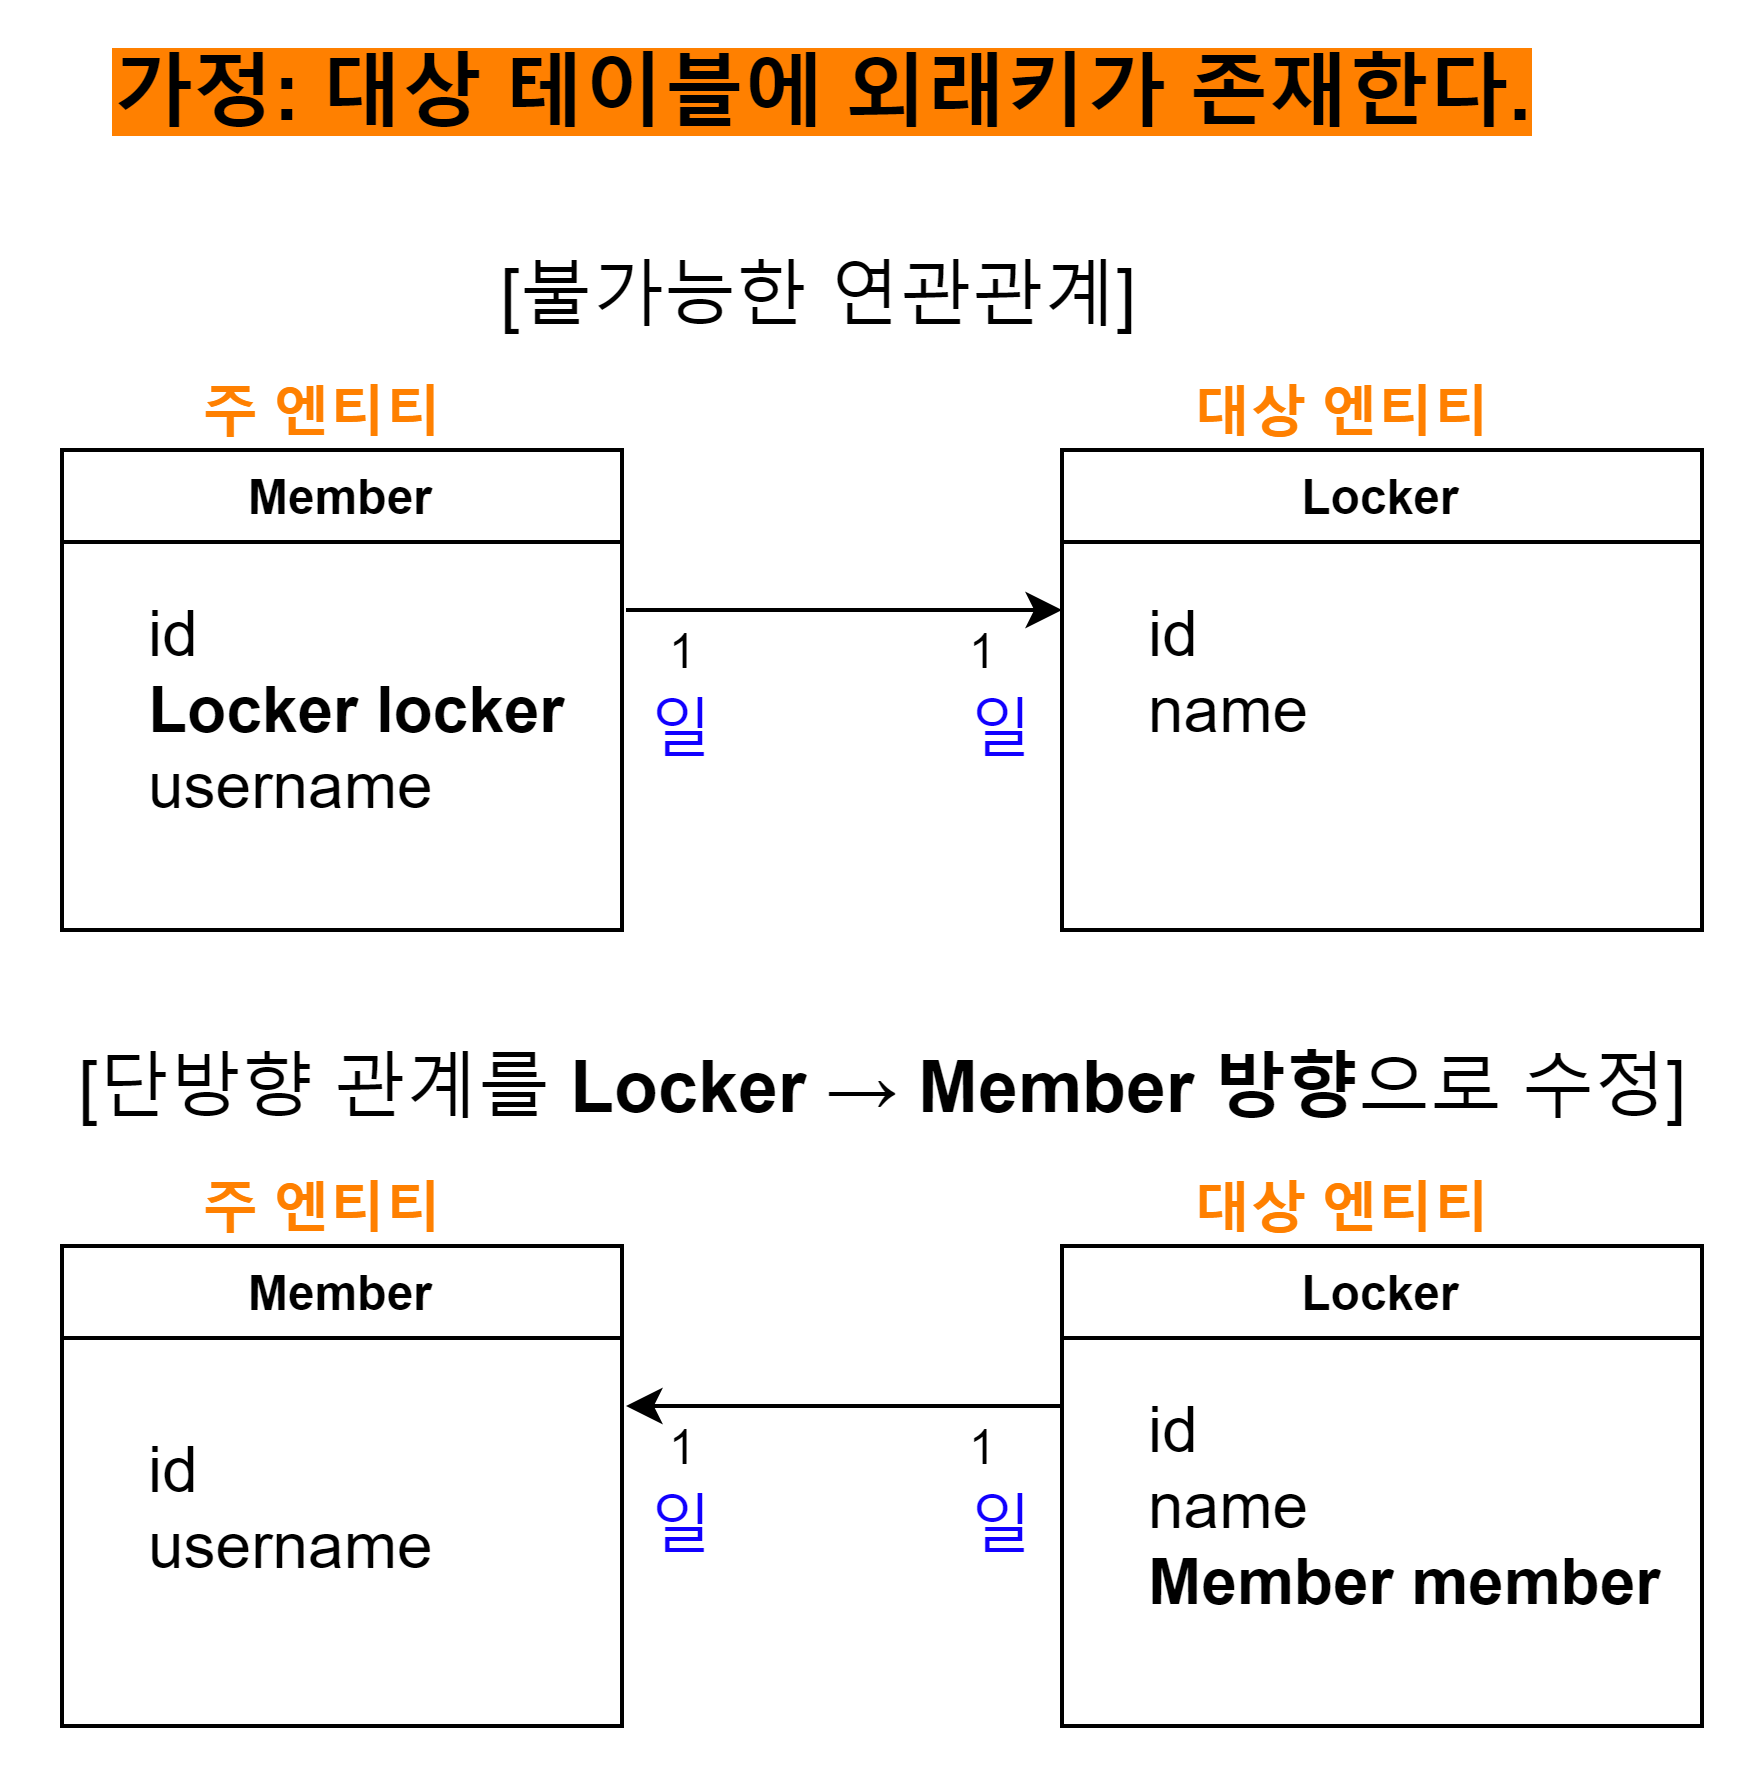 가정: 대상 테이블에 외래키가 존재한다.
[불가능한 연관관계]
주 엔티티
대상 엔티티
Member
Locker
id
Locker locker
username
1
1
일
일
id
name
[단방향 관계를 Locker → Member 방향으로 수정]
주 엔티티
대상 엔티티
Member
Locker
id
username
1
1
일
일
id
name
Member member